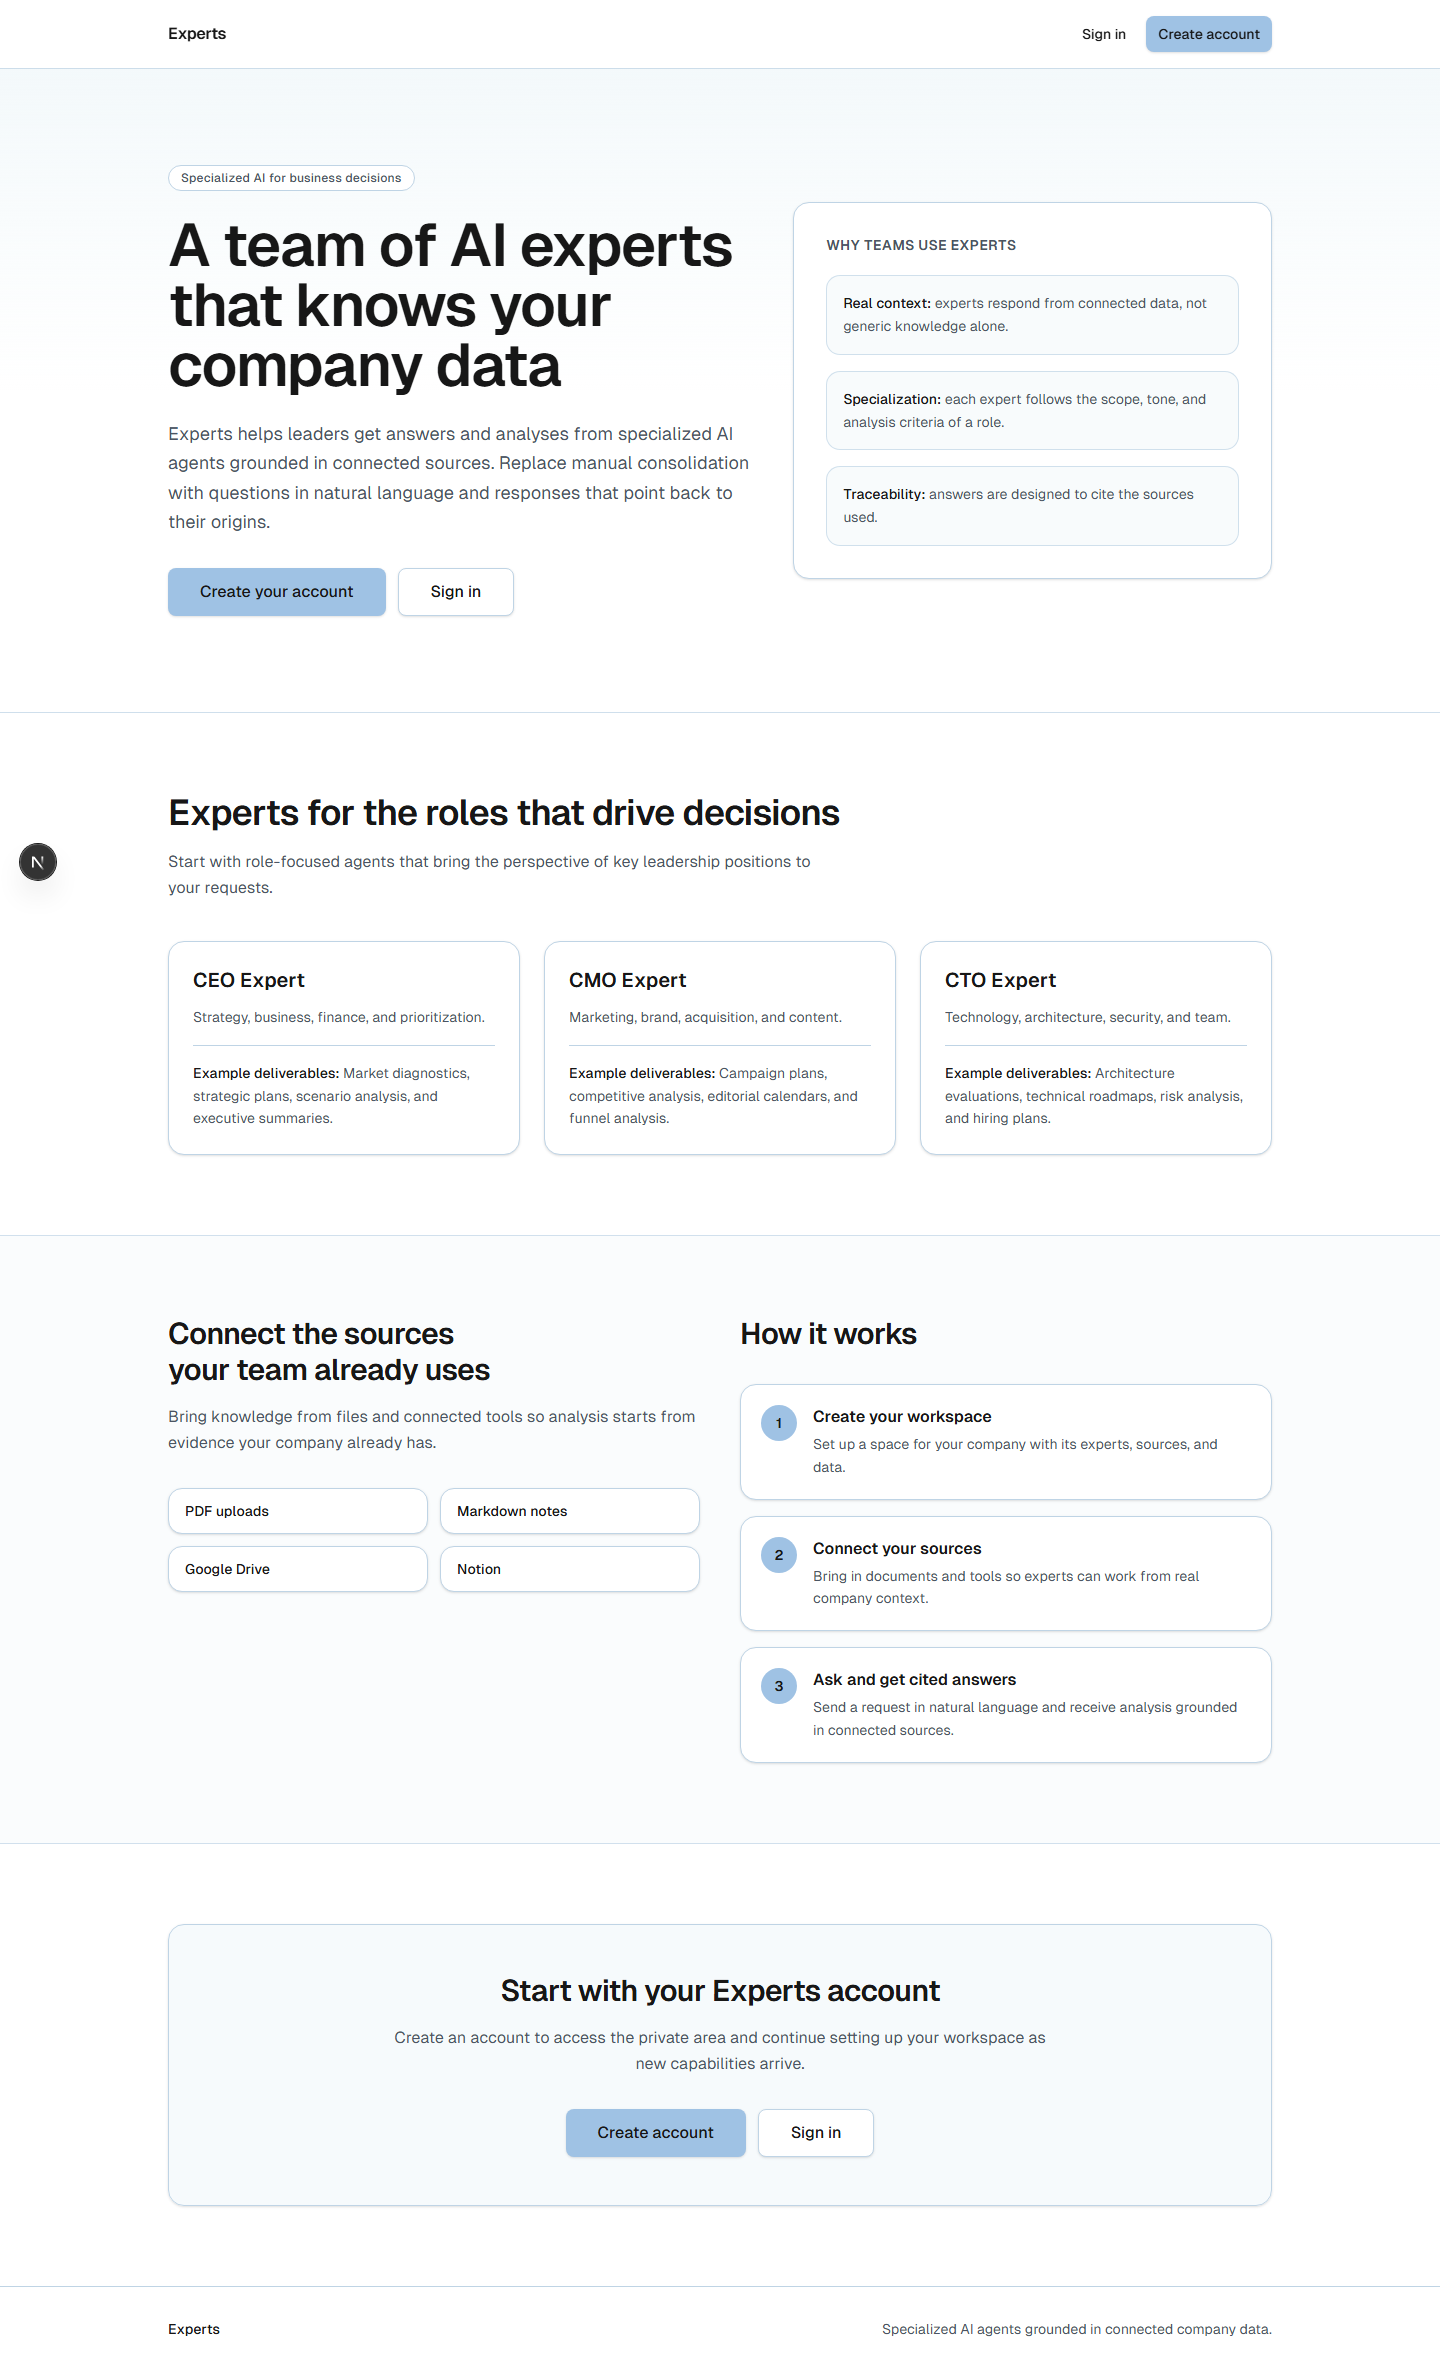 Experts
Sign in
Create account
Specialized AI for business decisions
A team of AI experts
that knows your
company data
Experts helps leaders get answers and analyses from specialized AI
agents grounded in connected sources. Replace manual consolidation
with questions in natural language and responses that point back to
their origins.
Create your account
Sign in
WHY TEAMS USE EXPERTS
Real context: experts respond from connected data, not
generic knowledge alone.
Specialization: each expert follows the scope, tone, and
analysis criteria of a role.
Traceability: answers are designed to cite the sources
used.
Experts for the roles that drive decisions
Start with role-focused agents that bring the perspective of key leadership positions to
your requests.
N
CEO Expert
Strategy, business, finance, and prioritization.
Example deliverables: Market diagnostics,
strategic plans, scenario analysis, and
executive summaries.
CMO Expert
Marketing, brand, acquisition, and content.
Example deliverables: Campaign plans,
competitive analysis, editorial calendars, and
funnel analysis.
CTO Expert
Technology, architecture, security, and team.
Example deliverables: Architecture
evaluations, technical roadmaps, risk analysis,
and hiring plans.
Connect the sources
your team already uses
Bring knowledge from files and connected tools so analysis starts from
evidence your company already has.
PDF uploads
Markdown notes
Google Drive
Notion
How it works
1
Create your workspace
Set up a space for your company with its experts, sources, and
data.
2
Connect your sources
Bring in documents and tools so experts can work from real
company context.
3
Ask and get cited answers
Send a request in natural language and receive analysis grounded
in connected sources.
Start with your Experts account
Create an account to access the private area and continue setting up your workspace as
new capabilities arrive.
Create account
Sign in
Experts
Specialized AI agents grounded in connected company data.